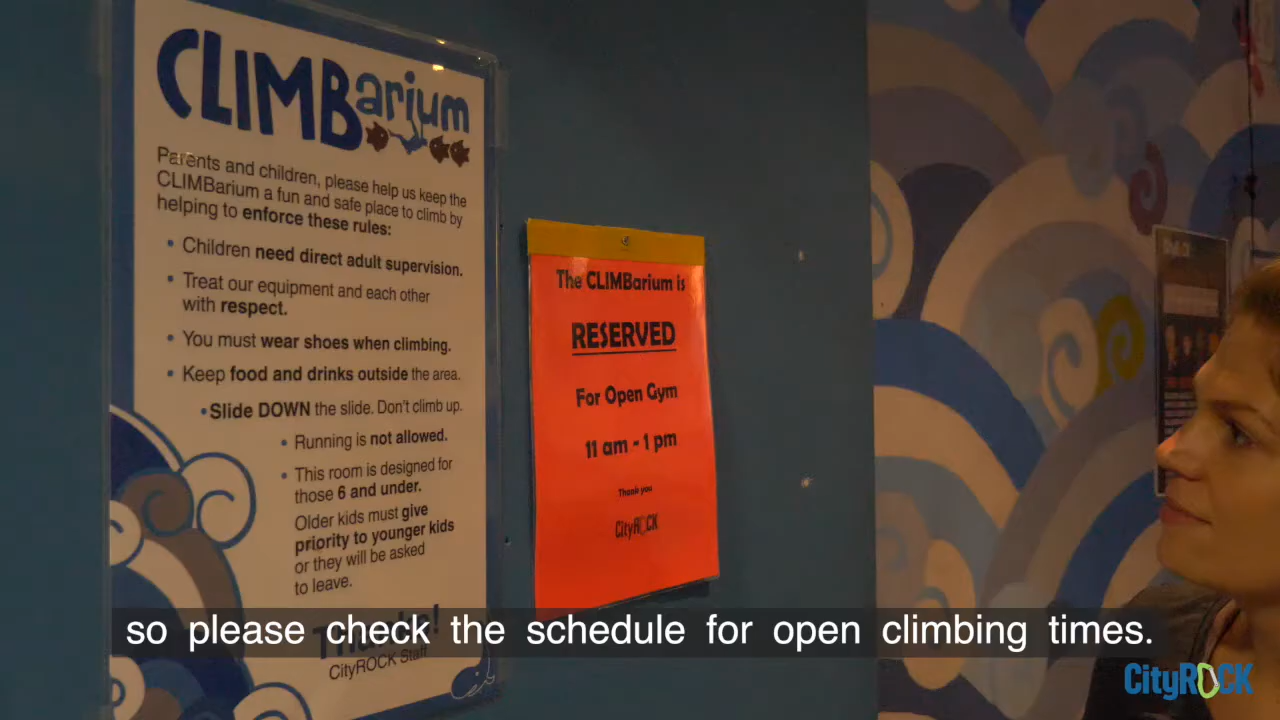 CLIMBarium
Parents and children, please help us keep the
CLIMBarium a fun and safe place to climb by
helping to enforce these rules:
• Children need direct adult supervision.
• Treat our equipment and each other
with respect.
• You must wear shoes when climbing.
• Keep food and drinks outside the area.
• Slide DOWN the slide. Don't climb up.
• Running is not allowed.
• This room is designed for
those 6 and under.
Older kids must give
priority to younger kids
or they will be asked
to leave.
Thanks!
CityROCK Staff
The CLIMBarium is
RESERVED
For Open Gym
11 am - 1 pm
Thank you
CityROCK
so please check the schedule for open climbing times.
CityROCK